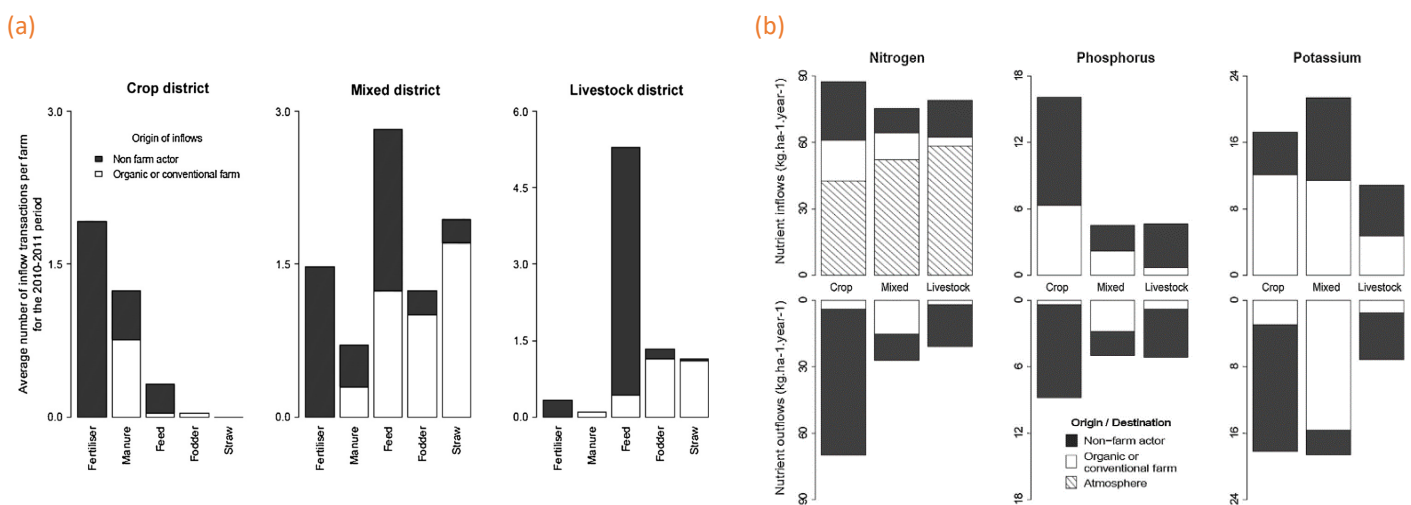 (a)
Crop district
Mixed district
Livestock district
Average number of inflow transactions per farm
for the 2010-2011 period
3.0
1.5
0.0
Origin of inflows
Non farm actor
Organic or conventional farm
Fertiliser
Manure
Feed
Fodder
Straw
3.0
1.5
0.0
Fertiliser
Manure
Feed
Fodder
Straw
6.0
4.5
3.0
1.5
0.0
Fertiliser
Manure
Feed
Fodder
Straw
(b)
Nitrogen
Phosphorus
Potassium
Nutrient inflows (kg.ha-1.year-1)
90
60
30
0
18
12
6
0
24
16
8
0
Crop
Mixed
Livestock
Crop
Mixed
Livestock
Crop
Mixed
Livestock
Nutrient outflows (kg.ha-1.year-1)
0
30
60
90
0
6
12
18
0
8
16
24
Origin / Destination
Non-farm actor
Organic or
conventional farm
Atmosphere